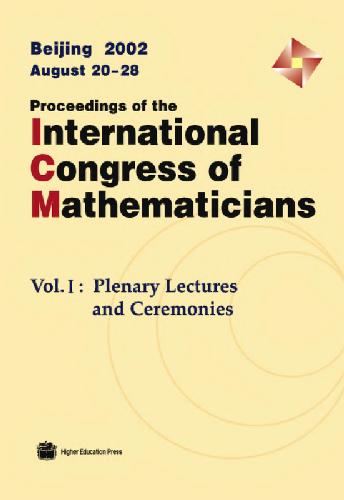 Beijing 2002
August 20-28
Proceedings of the
International
Congress of
Mathematicians
Vol. I : Plenary Lectures
and Ceremonies
Higher Education Press